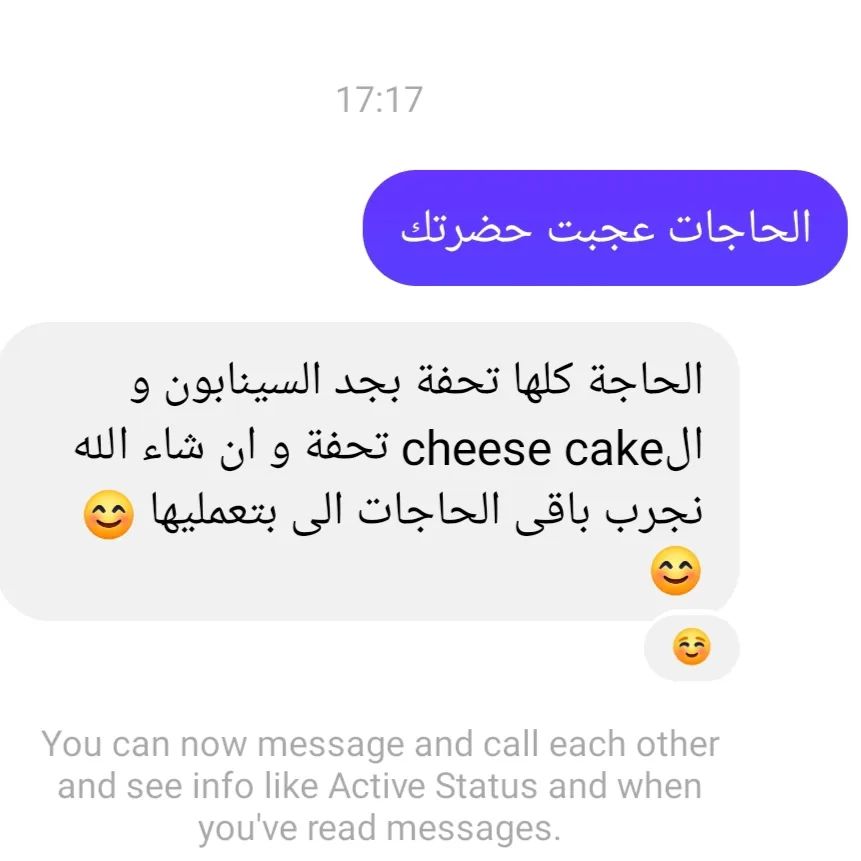 17:17
الحاجات عجبت حضرتك
الحاجة كلها تحفة بجد السينابون و
الcheese cake تحفة و ان شاء الله
نجرب باقى الحاجات الى بتعمليها 😊
😊
☺️
You can now message and call each other
and see info like Active Status and when
you've read messages.